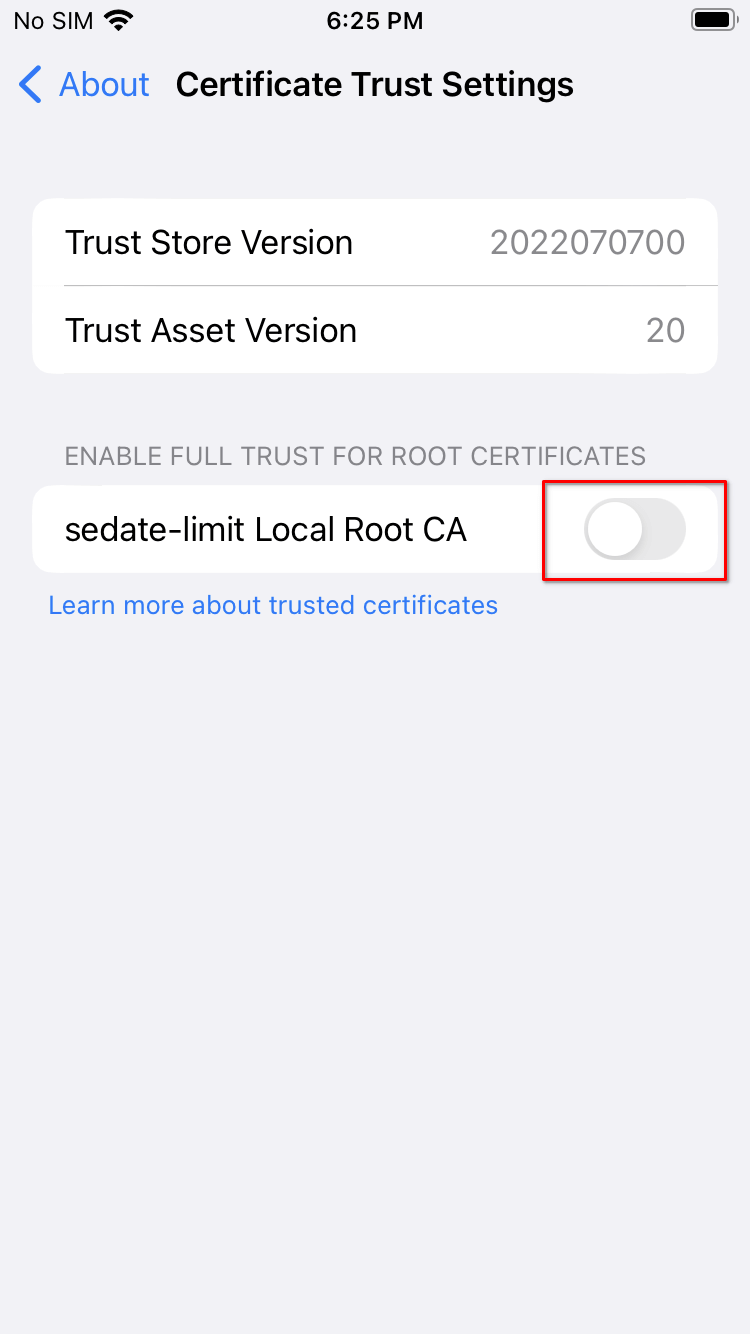 No SIM 6:25 PM
About Certificate Trust Settings
Trust Store Version 2022070700
Trust Asset Version 20
ENABLE FULL TRUST FOR ROOT CERTIFICATES
sedate-limit Local Root CA
Learn more about trusted certificates